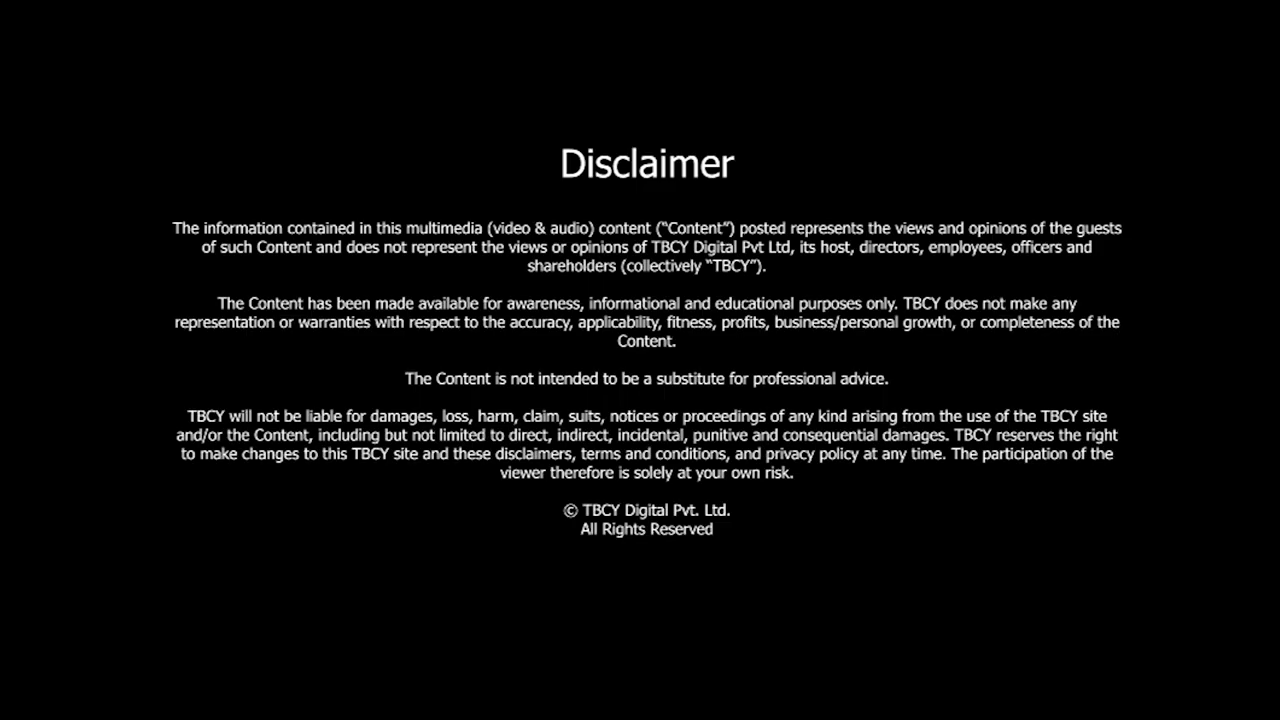 Disclaimer
The information contained in this multimedia (video & audio) content (“Content”) posted represents the views and opinions of the guests
of such Content and does not represent the views or opinions of TBCY Digital Pvt Ltd, its host, directors, employees, officers and
shareholders (collectively “TBCY”).
The Content has been made available for awareness, informational and educational purposes only. TBCY does not make any
representation or warranties with respect to the accuracy, applicability, fitness, profits, business/personal growth, or completeness of the
Content.
The Content is not intended to be a substitute for professional advice.
TBCY will not be liable for damages, loss, harm, claim, suits, notices or proceedings of any kind arising from the use of the TBCY site
and/or the Content, including but not limited to direct, indirect, incidental, punitive and consequential damages. TBCY reserves the right
to make changes to this TBCY site and these disclaimers, terms and conditions, and privacy policy at any time. The participation of the
viewer therefore is solely at your own risk.
© TBCY Digital Pvt. Ltd.
All Rights Reserved